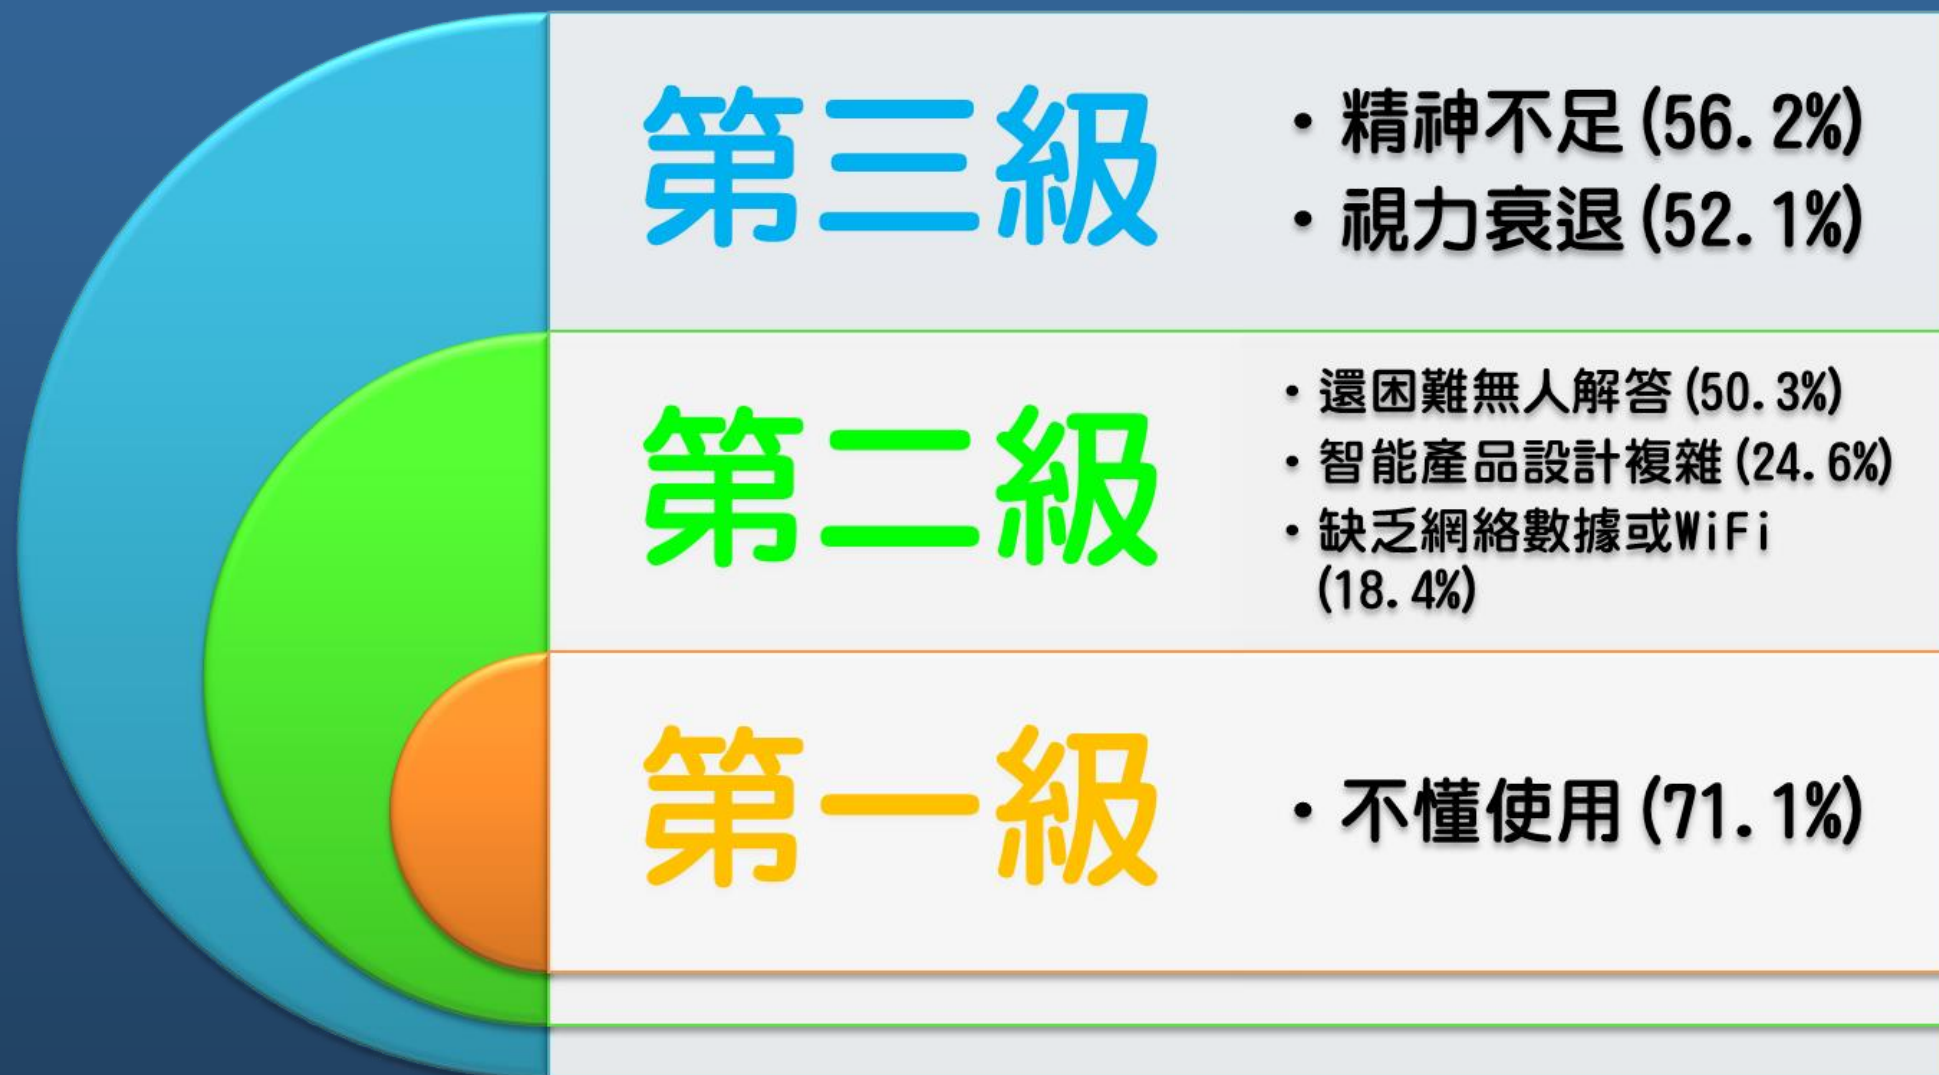 第三級
・精神不足(56.2%)
・視力衰退(52.1%)
第二級
・還困難無人解答(50.3%)
・智能產品設計複雜(24.6%)
・缺乏網絡數據或WiFi
(18.4%)
第一級
・不懂使用(71.1%)